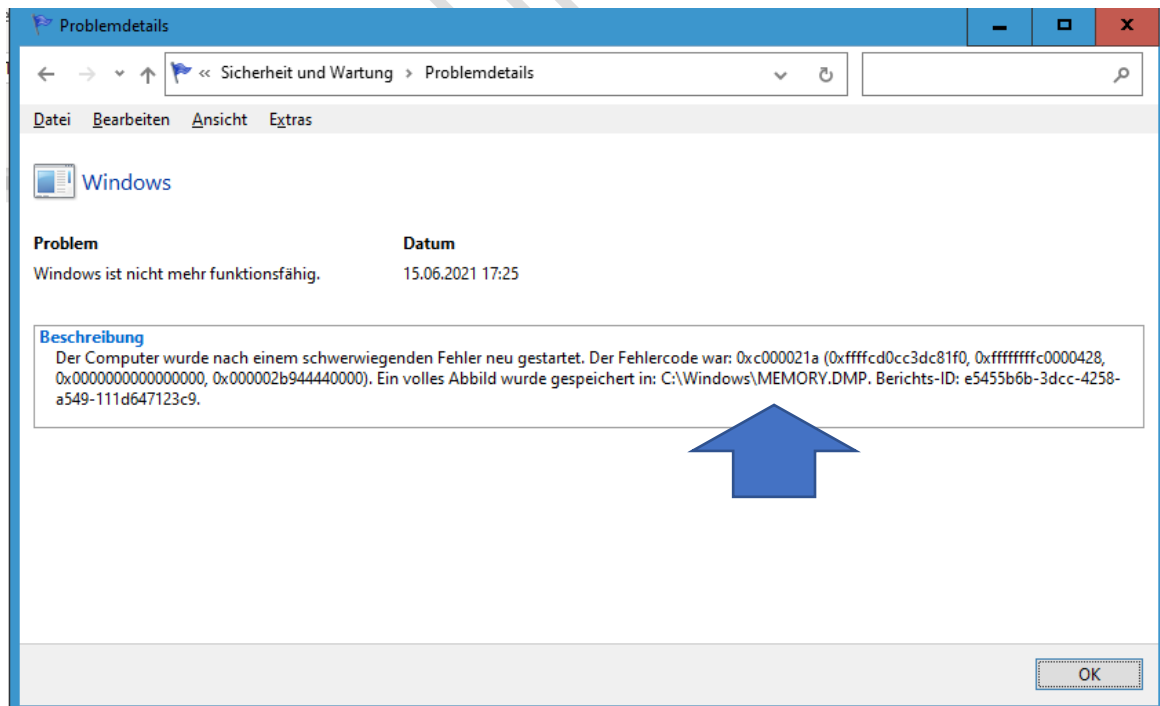 Problemdetails
« Sicherheit und Wartung > Problemdetails
Datei Bearbeiten Ansicht Extras
Windows
Problem Datum
Windows ist nicht mehr funktionsfähig. 15.06.2021 17:25
Beschreibung
Der Computer wurde nach einem schwerwiegenden Fehler neu gestartet. Der Fehlercode war: 0xc000021a (0xffffcd0cc3dc81f0, 0xffffffffc0000428,
0x0000000000000000, 0x000002b944440000). Ein volles Abbild wurde gespeichert in: C:\Windows\MEMORY.DMP. Berichts-ID: e5455b6b-3dcc-4258-
a549-111d647123c9.
OK